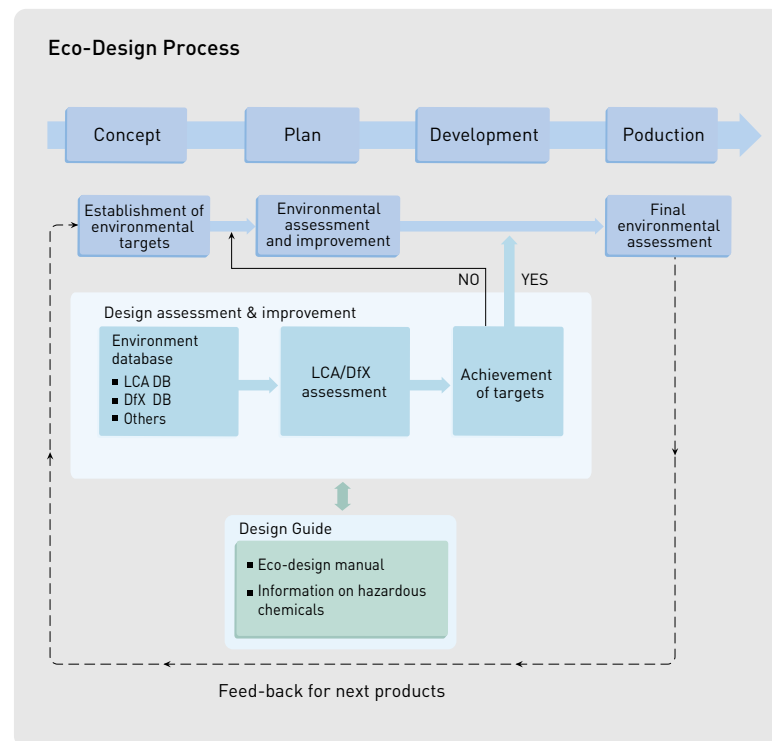 Eco-Design Process
Concept
Plan
Development
Poduction
Establishment of
environmental
targets
Environmental
assessment
and improvement
Final
environmental
assessment
NO
YES
Design assessment & improvement
Environment
database
■ LCA DB
■ DfX DB
■ Others
LCA/DfX
assessment
Achievement
of targets
Design Guide
■ Eco-design manual
■ Information on hazardous
chemicals
Feed-back for next products